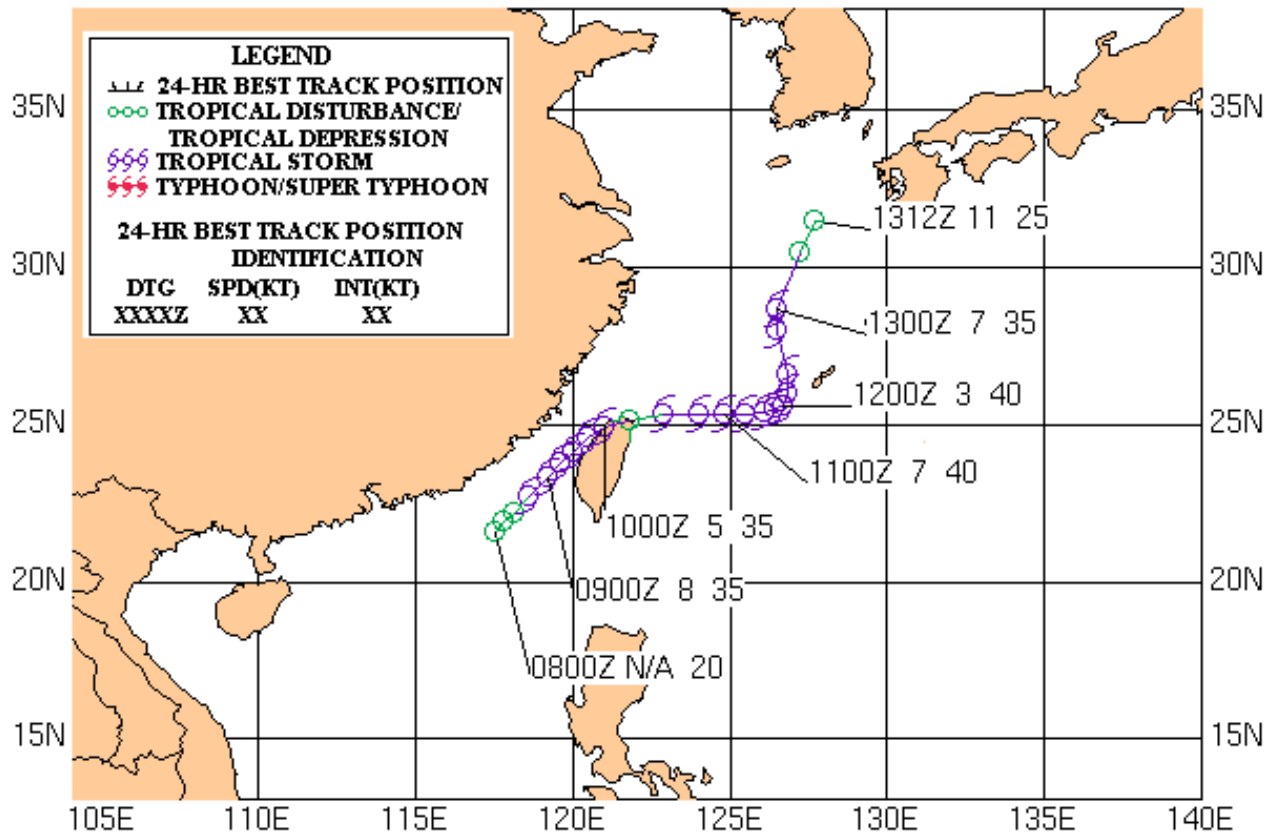 LEGEND
24-HR BEST TRACK POSITION
TROPICAL DISTURBANCE/
TROPICAL DEPRESSION
TROPICAL STORM
TYPHOON/SUPER TYPHOON
24-HR BEST TRACK POSITION
IDENTIFICATION
DTG SPD(KT) INT(KT)
XXXXZ XX XX
35N 35N
1312Z 11 25
30N 30N
1300Z 7 35
1200Z 3 40
25N 25N
1100Z 7 40
1000Z 5 35
20N 20N
0900Z 8 35
0800Z N/A 20
15N 15N
105E 110E 115E 120E 125E 130E 135E 140E